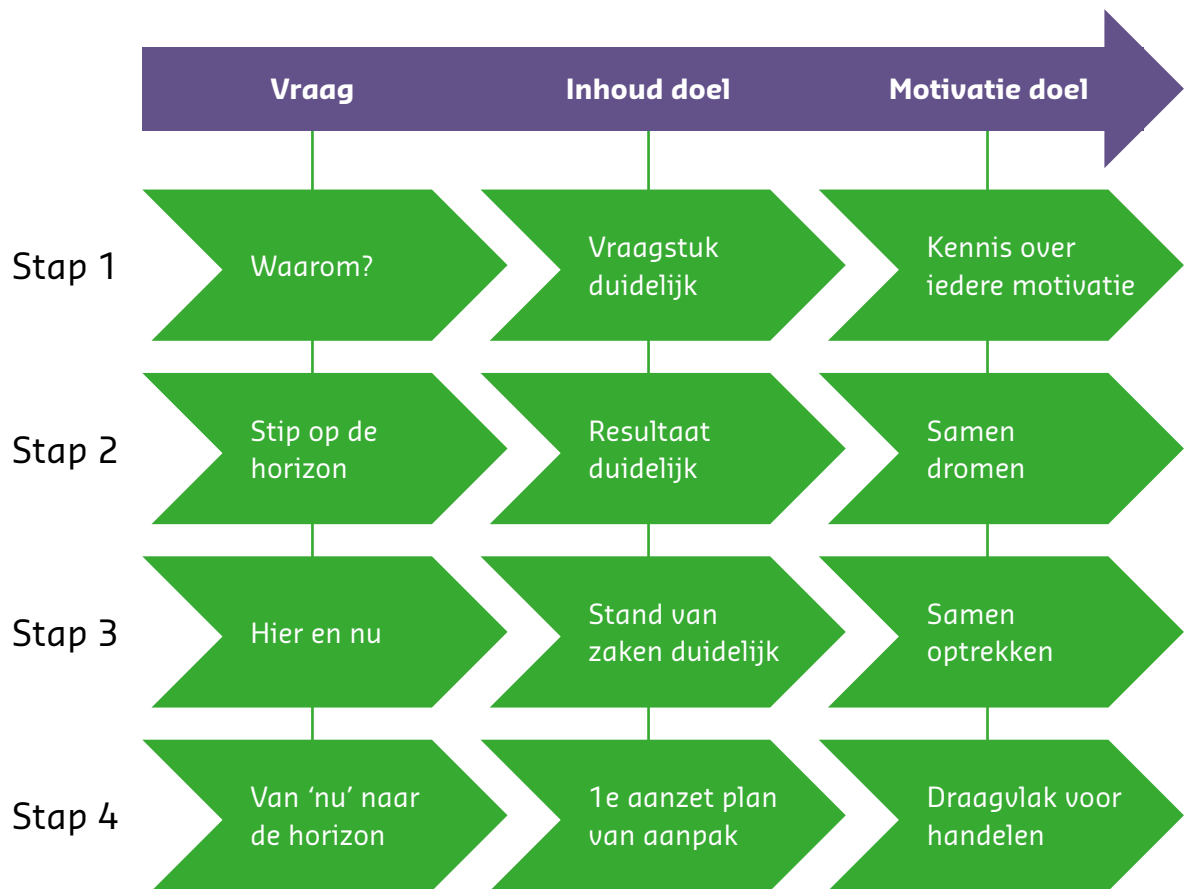 Vraag
Inhoud doel
Motivatie doel
Stap 1
Waarom?
Vraagstuk
duidelijk
Kennis over
iedere motivatie
Stap 2
Stip op de
horizon
Resultaat
duidelijk
Samen
dromen
Stap 3
Hier en nu
Stand van
zaken duidelijk
Samen
optrekken
Stap 4
Van ‘nu’ naar
de horizon
1e aanzet plan
van aanpak
Draagvlak voor
handelen